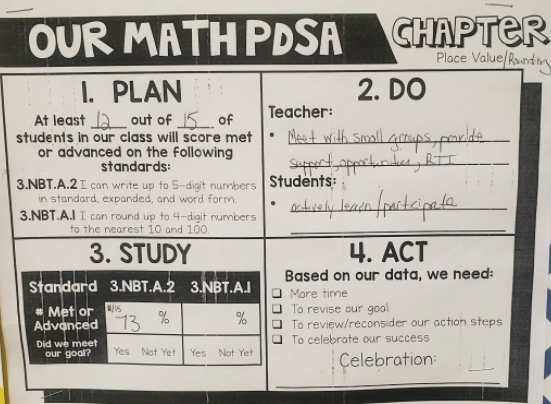 OUR MATH PDSA
CHAPTER
Place Value/Rounding
1. PLAN
At least 12 out of 15 of
students in our class will score met
or advanced on the following
standards:
3.NBT.A.2 I can write up to 5-digit numbers
in standard, expanded, and word form.
3.NBT.A.1 I can round up to 4-digit numbers
to the nearest 10 and 100.
2. DO
Teacher:
• Meet with small groups, provide
support, opportunities, RTI
Students:
• actively lessen/participate
3. STUDY
Standard 3.NBT.A.2 3.NBT.A.1
# Met or
Advanced
11/15
73 % %
Did we meet
our goal?
Yes Not Yet Yes Not Yet
4. ACT
Based on our data, we need:
More time
To revise our goal
To review/reconsider our action steps
To celebrate our success
Celebration: